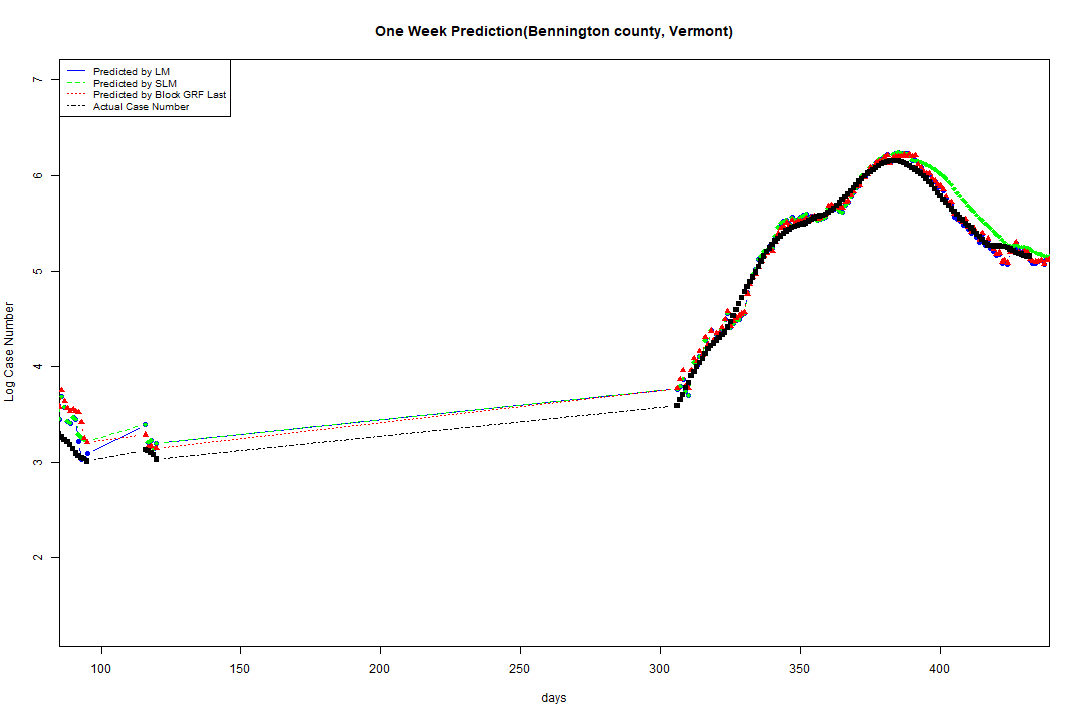 One Week Prediction(Bennington county, Vermont)
Predicted by LM
Predicted by SLM
Predicted by Block GRF Last
Actual Case Number
7
6
5
4
3
2
Log Case Number
100 150 200 250 300 350 400
days